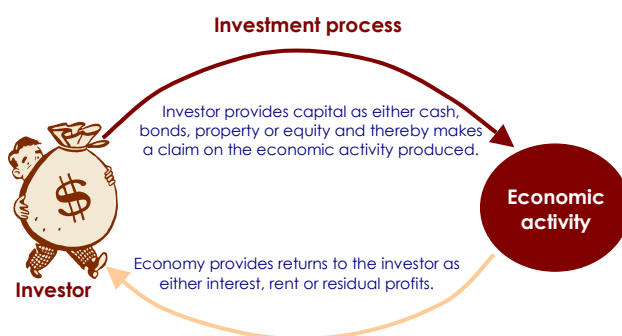 Investment process
Investor provides capital as either cash,
bonds, property or equity and thereby makes
a claim on the economic activity produced.
$
Economic
activity
Economy provides returns to the investor as
either interest, rent or residual profits.
Investor